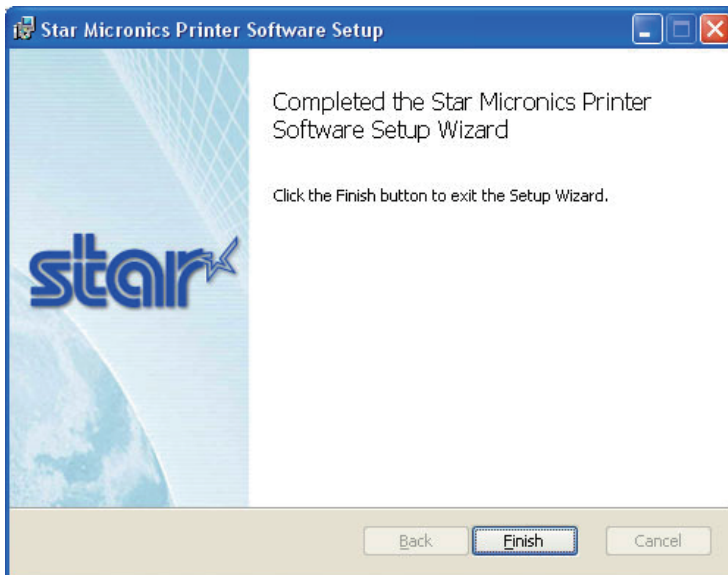 Star Micronics Printer Software Setup
Completed the Star Micronics Printer
Software Setup Wizard
Click the Finish button to exit the Setup Wizard.
star
Back
Finish
Cancel